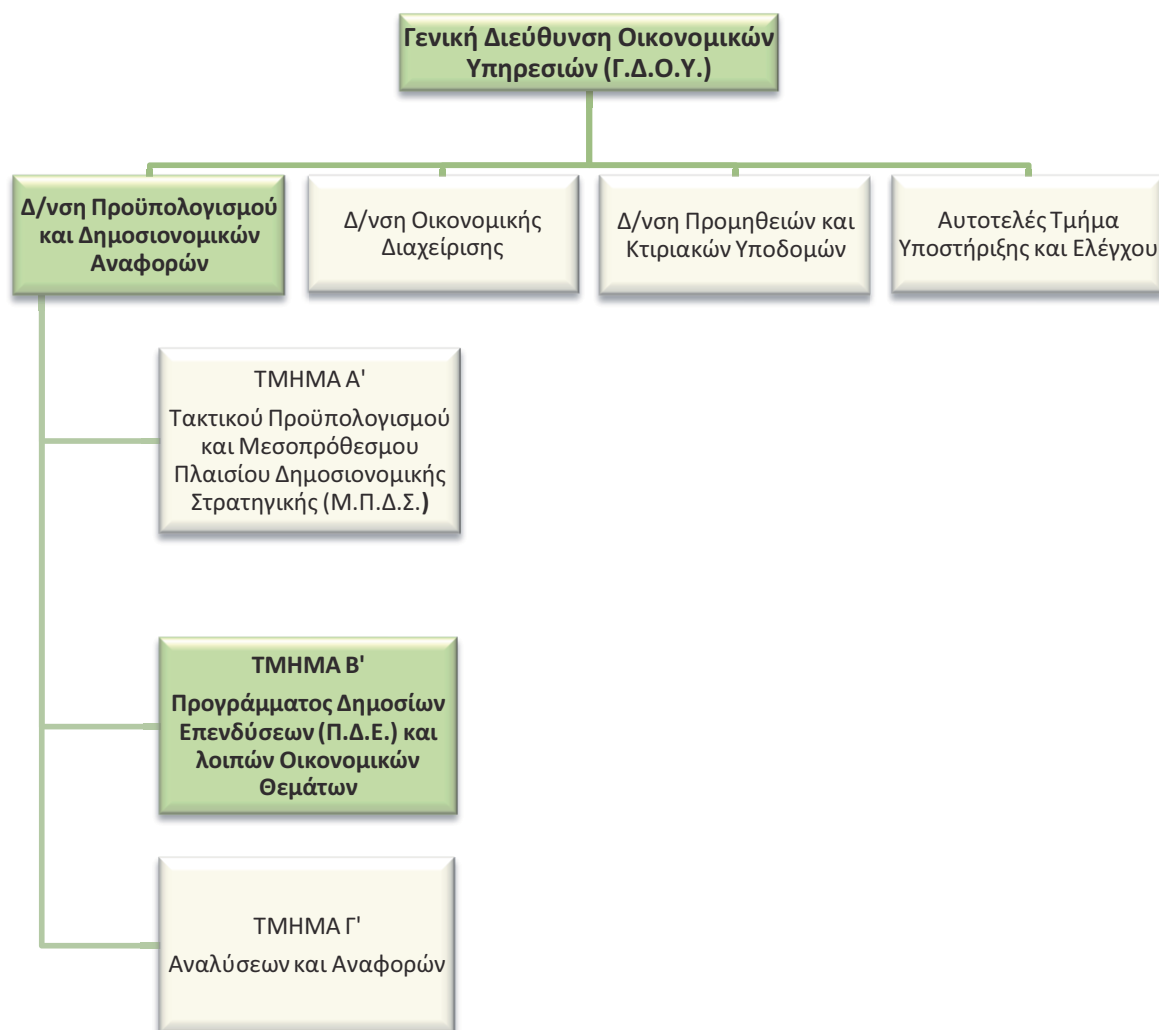 Γενική Διεύθυνση Οικονομικών
Υπηρεσιών (Γ.Δ.Ο.Υ.)
Δ/νση Προϋπολογισμού
και Δημοσιονομικών
Αναφορών
Δ/νση Οικονομικής
Διαχείρισης
Δ/νση Προμηθειών και
Κτιριακών Υποδομών
Αυτοτελές Τμήμα
Υποστήριξης και Ελέγχου
ΤΜΗΜΑ Α'
Τακτικού Προϋπολογισμού
και Μεσοπρόθεσμου
Πλαισίου Δημοσιονομικής
Στρατηγικής (Μ.Π.Δ.Σ.)
ΤΜΗΜΑ Β'
Προγράμματος Δημοσίων
Επενδύσεων (Π.Δ.Ε.) και
λοιπών Οικονομικών
Θεμάτων
ΤΜΗΜΑ Γ'
Αναλύσεων και Αναφορών